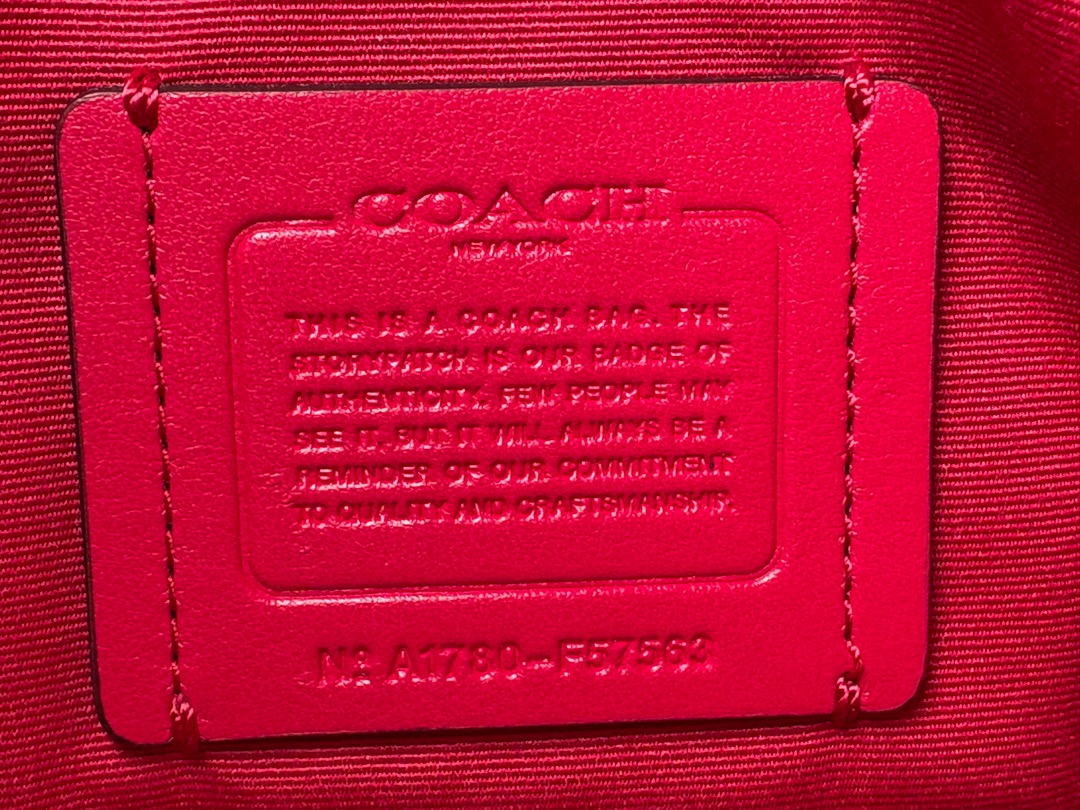 COACH
NEW YORK
THIS IS A COACH BAG. THE
STORYPATCH IS OUR BADGE OF
AUTHENTICITY. FEW PEOPLE MAY
SEE IT, BUT IT WILL ALWAYS BE A
REMINDER OF OUR COMMITMENT
TO QUALITY AND CRAFTSMANSHIP.
Nº A1780-F57563